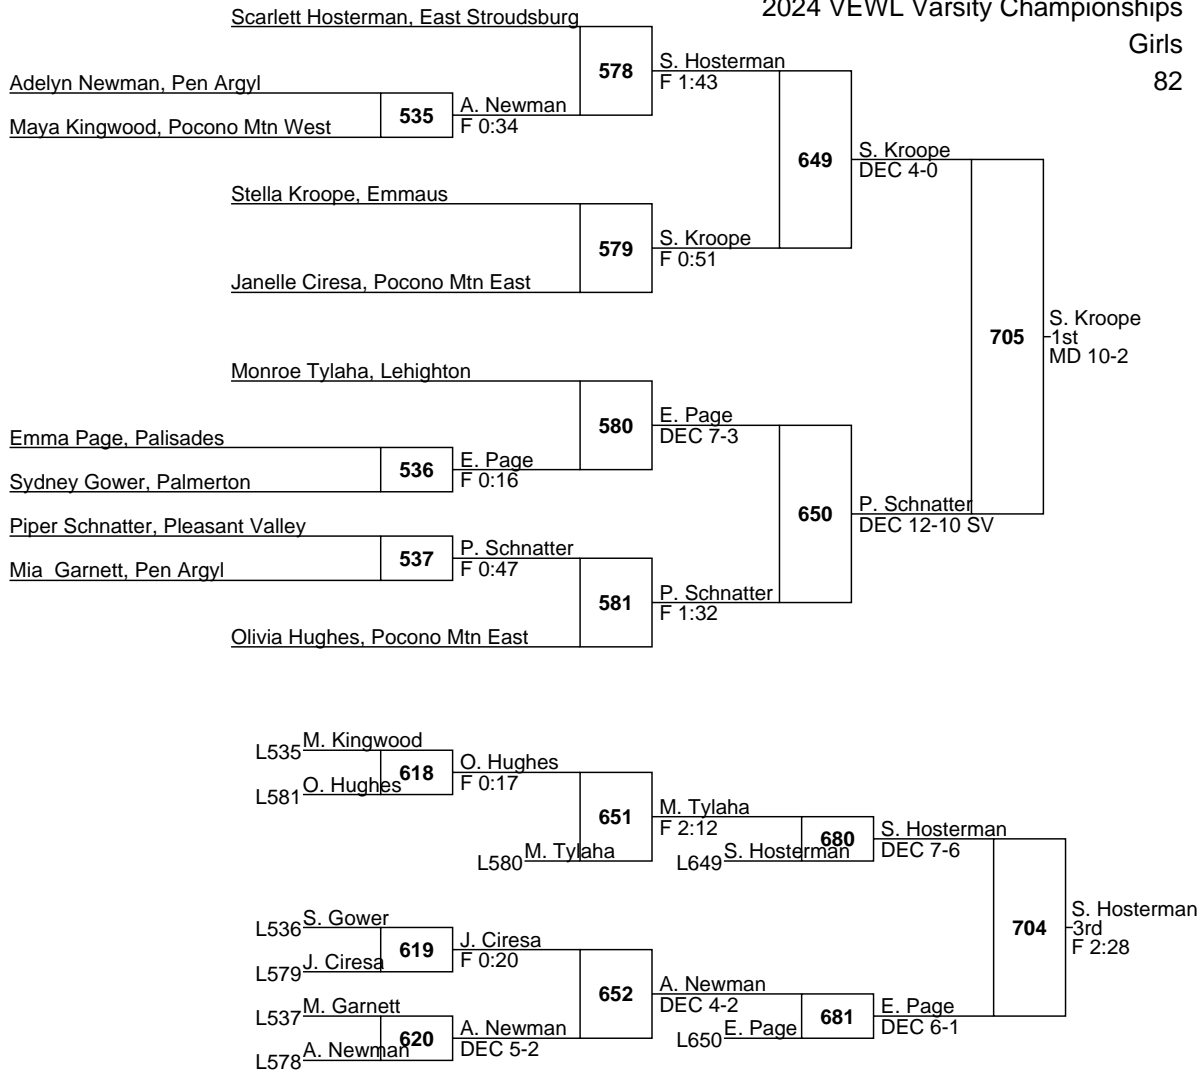 2024 VEWL Varsity Championships
Girls
82
Scarlett Hosterman, East Stroudsburg
578
S. Hosterman
F 1:43
Adelyn Newman, Pen Argyl
535
A. Newman
F 0:34
Maya Kingwood, Pocono Mtn West
649
S. Kroope
DEC 4-0
Stella Kroope, Emmaus
579
S. Kroope
F 0:51
Janelle Ciresa, Pocono Mtn East
705
S. Kroope
1st
MD 10-2
Monroe Tylaha, Lehighton
580
E. Page
DEC 7-3
Emma Page, Palisades
536
E. Page
F 0:16
Sydney Gower, Palmerton
650
P. Schnatter
DEC 12-10 SV
Piper Schnatter, Pleasant Valley
537
P. Schnatter
F 0:47
Mia  Garnett, Pen Argyl
581
P. Schnatter
F 1:32
Olivia Hughes, Pocono Mtn East
L535 M. Kingwood
618
O. Hughes
F 0:17
L581 O. Hughes
651
M. Tylaha
F 2:12
L580 M. Tylaha
L649 S. Hosterman
680
S. Hosterman
DEC 7-6
L536 S. Gower
619
J. Ciresa
F 0:20
L579 J. Ciresa
704
S. Hosterman
3rd
F 2:28
652
A. Newman
DEC 4-2
L537 M. Garnett
620
A. Newman
DEC 5-2
L578 A. Newman
L650 E. Page
681
E. Page
DEC 6-1